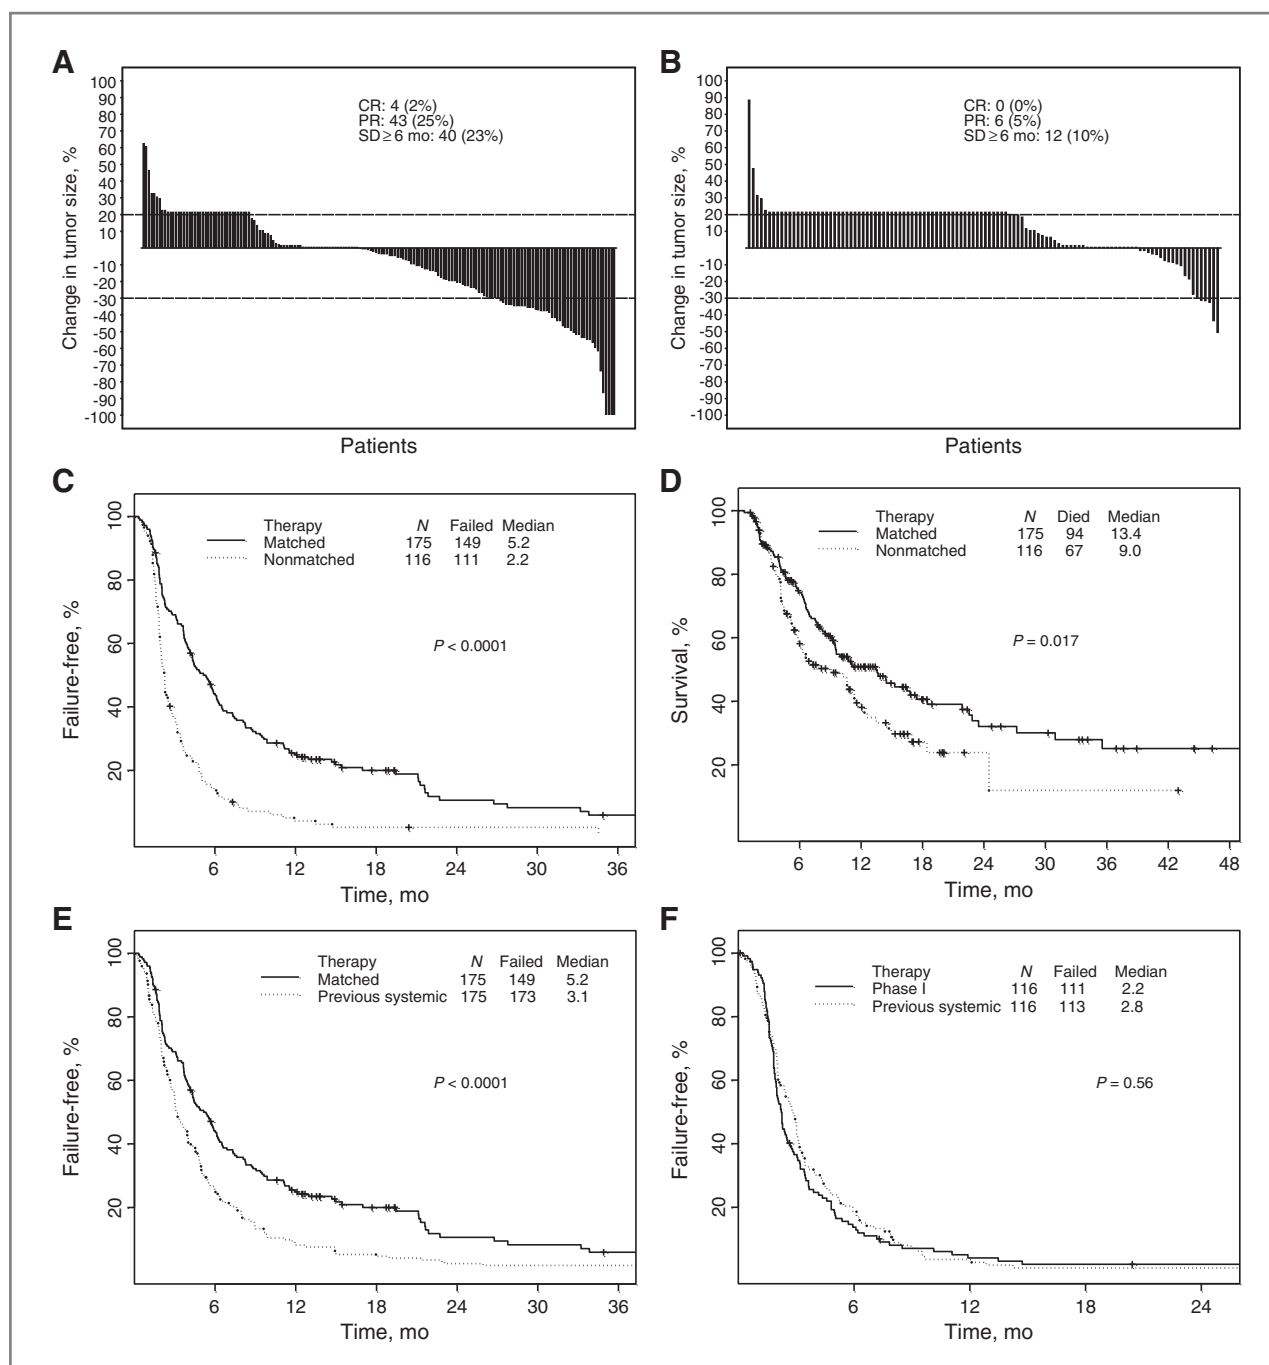 A
Change in tumor size, %
100
90
80
70
60
50
40
30
20
10
-10
-20
-30
-40
-50
-60
-70
-80
-90
-100
CR: 4 (2%)
PR: 43 (25%)
SD ≥ 6 mo: 40 (23%)
Patients
B
Change in tumor size, %
100
90
80
70
60
50
40
30
20
10
-10
-20
-30
-40
-50
-60
-70
-80
-90
-100
CR: 0 (0%)
PR: 6 (5%)
SD ≥ 6 mo: 12 (10%)
Patients
C
Failure-free, %
100
80
60
40
20
Therapy N Failed Median
Matched 175 149 5.2
Nonmatched 116 111 2.2
P < 0.0001
6 12 18 24 30 36
Time, mo
D
Survival, %
100
80
60
40
20
Therapy N Died Median
Matched 175 94 13.4
Nonmatched 116 67 9.0
P = 0.017
6 12 18 24 30 36 42 48
Time, mo
E
Failure-free, %
100
80
60
40
20
Therapy N Failed Median
Matched 175 149 5.2
Previous systemic 175 173 3.1
P < 0.0001
6 12 18 24 30 36
Time, mo
F
Failure-free, %
100
80
60
40
20
Therapy N Failed Median
Phase I 116 111 2.2
Previous systemic 116 113 2.8
P = 0.56
6 12 18 24
Time, mo